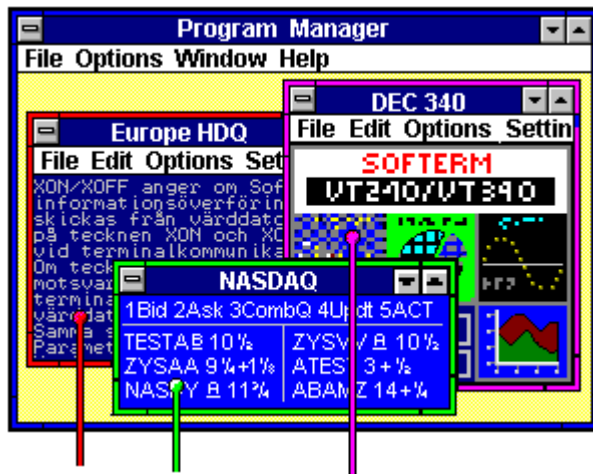 Program Manager
File Options Window Help
DEC 340
File Edit Options Settin
SOFTERM
VT240/VT340
Europe HDQ
File Edit Options Set
XON/XOFF anger om Sof
informationsöverförin
skickas från värddato
på tecknen XON och XO
vid terminalkommunika
Om teck
motsvar
termina
värddat
Samma s
Paramet
NASDAQ
1Bid 2Ask 3CombQ 4Updt 5ACT
TESTAB 10½ ZYSVV A 10½
ZYSAA 9¼+1⅛ ATEST 3+½
A 11¾ ABAMZ 14+¼